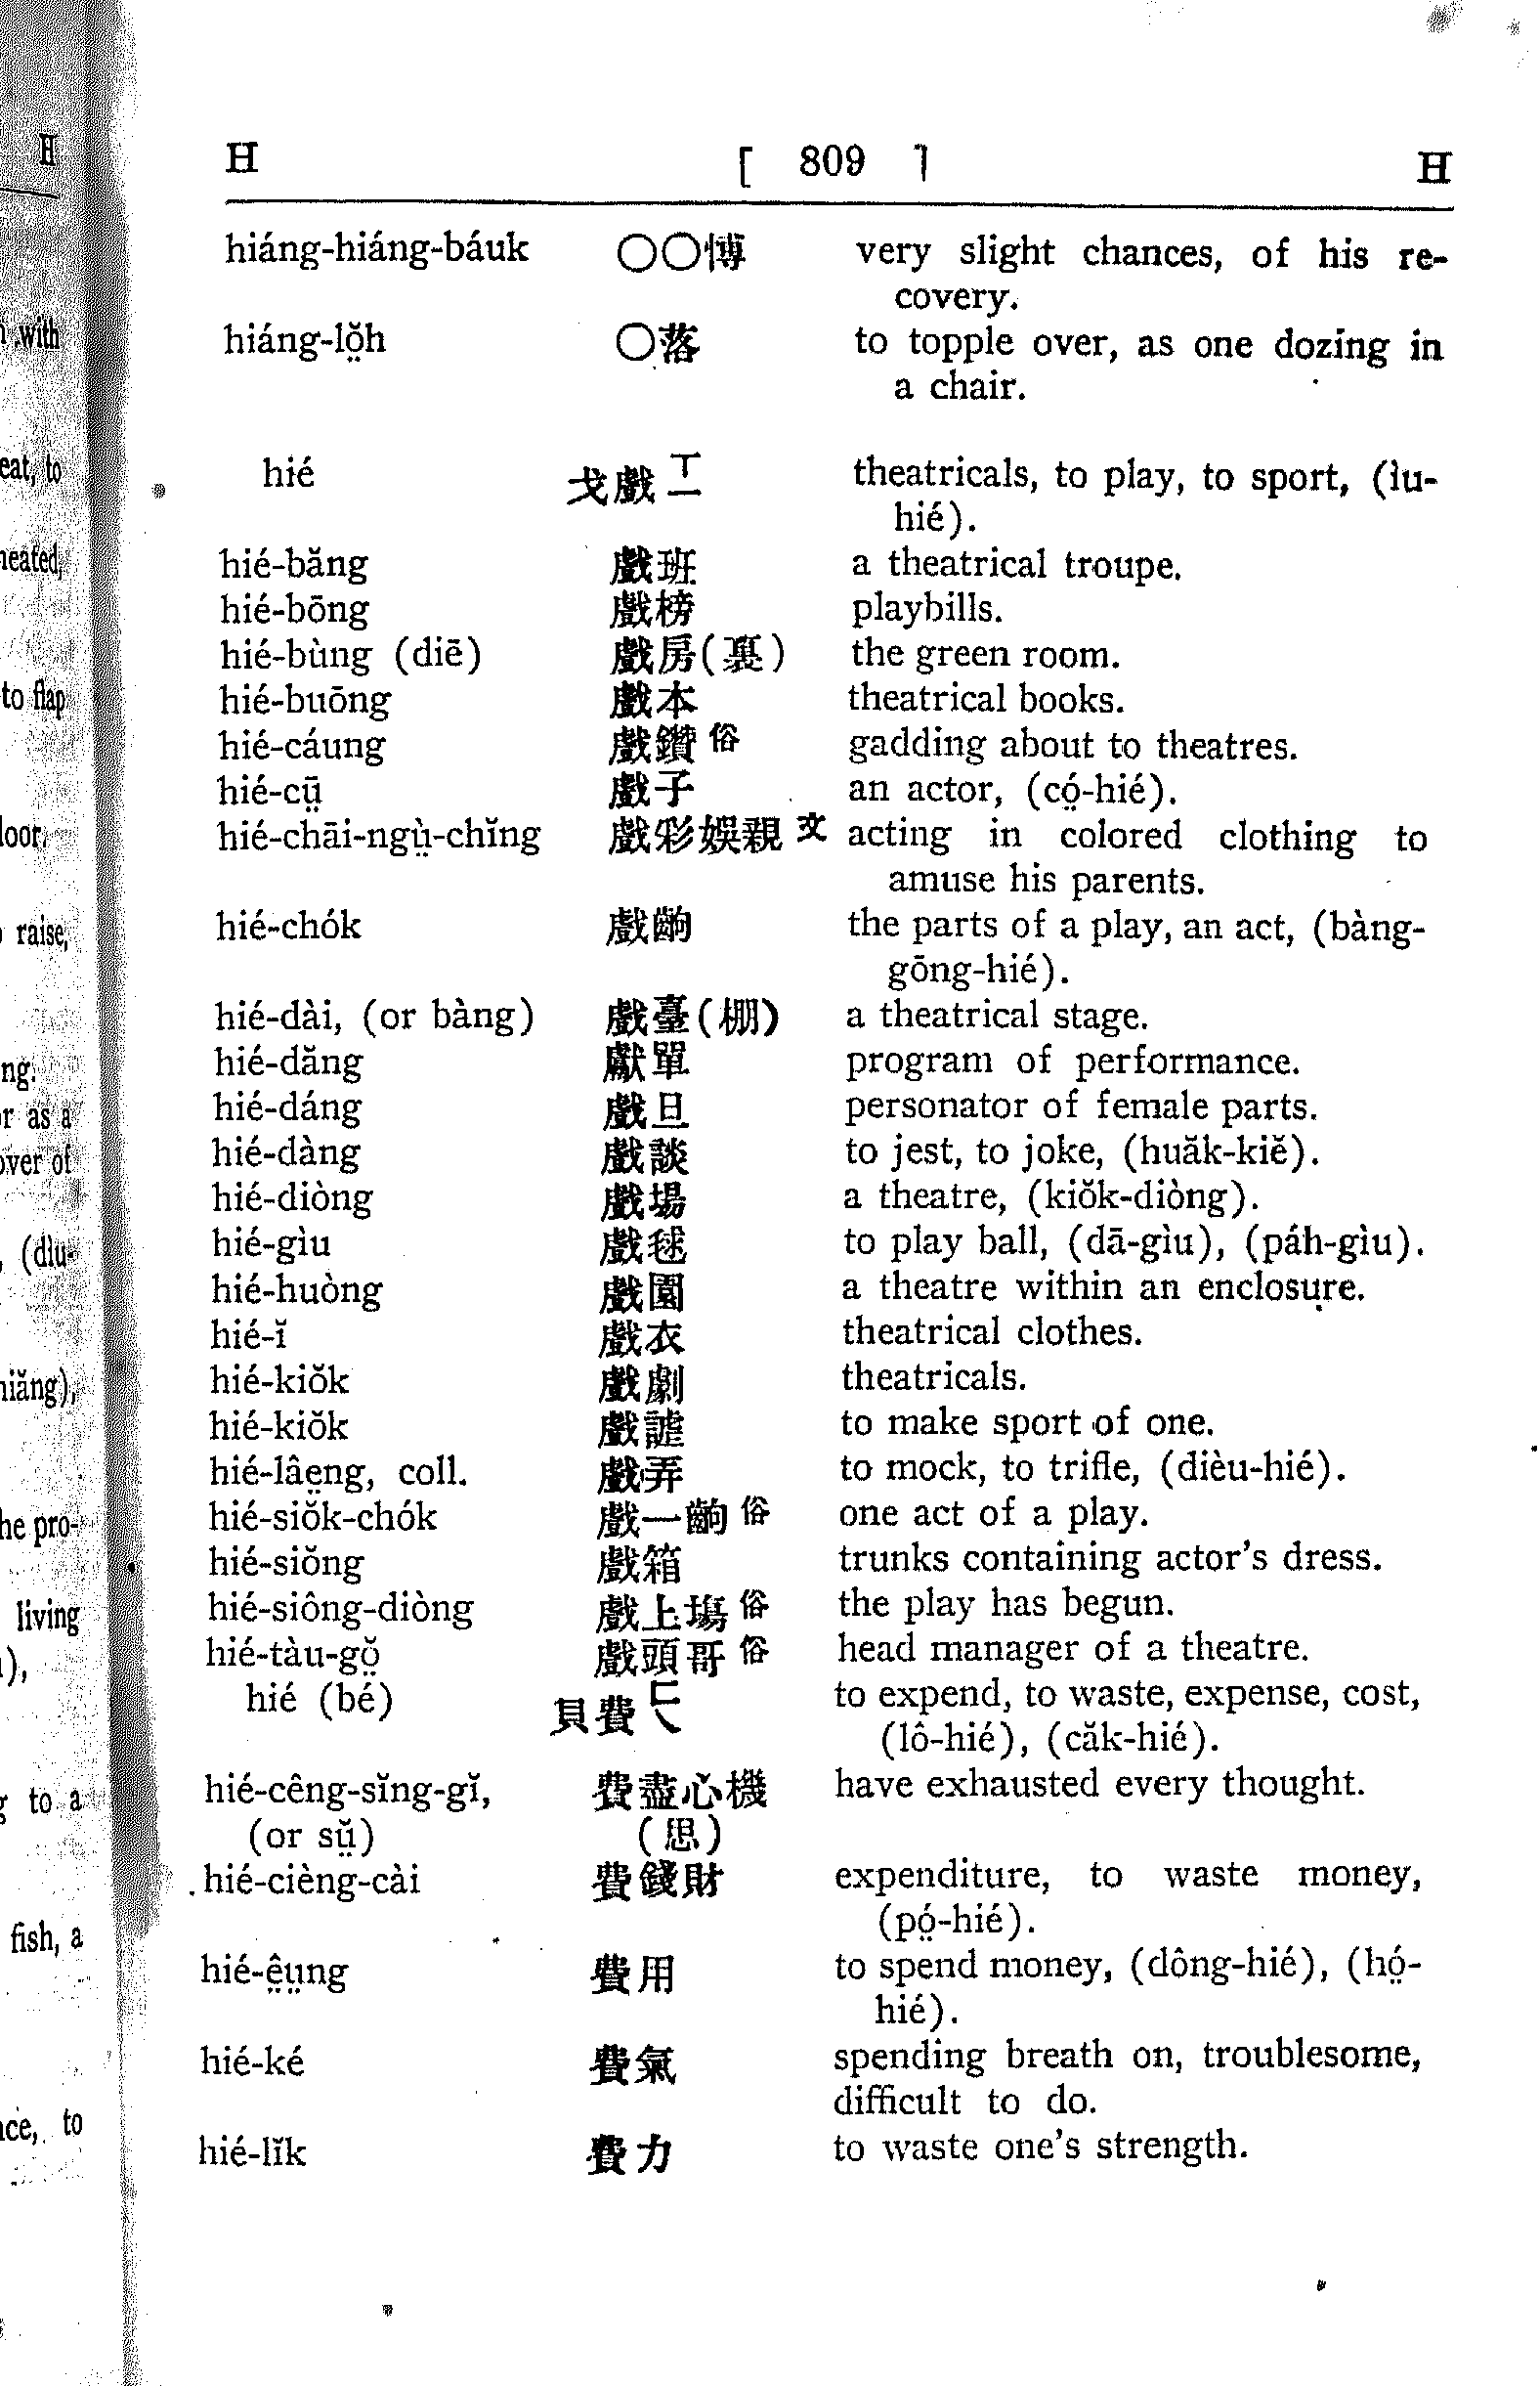 H [ 809 ] H
hiáng-hiáng-báuk 〇〇愽 very slight chances, of his re-
covery.
hiáng-lŏ̤h 〇落 to topple over, as one dozing in
a chair.
hié 戈戲 theatricals, to play, to sport, (iu-
hié).
hié-băng 戲班 a theatrical troupe.
hié-bōng 戲榜 playbills.
hié-bùng (diē) 戲房(裏) the green room.
hié-buōng 戲本 theatrical books.
hié-cáung 戲鑽俗 gadding about to theatres.
hié-cṳ̄ 戲子 an actor, (có̤-hié).
hié-chāi-ngṳ̀-chĭng 戲彩娛親文 acting in colored clothing to
amuse his parents.
hié-chók 戲齣 the parts of a play, an act, (bàng-
gōng-hié).
hié-dài, (or bàng) 戲臺(棚) a theatrical stage.
hié-dăng 戲單 program of performance.
hié-dáng 戲旦 personator of female parts.
hié-dàng 戲談 to jest, to joke, (huăk-kiĕ).
hié-diòng 戲場 a theatre, (kiŏk-diòng).
hié-gìu 戲毬 to play ball, (dā-gìu), (páh-gìu).
hié-huòng 戲園 a theatre within an enclosure.
hié-ĭ 戲衣 theatrical clothes.
hié-kiŏk 戲劇 theatricals.
hié-kiŏk 戲謔 to make sport of one.
hié-lâe̤ng, coll. 戲弄 to mock, to trifle, (dièu-hié).
hié-siŏk-chók 戲一齣俗 one act of a play.
hié-siŏng 戲箱 trunks containing actor's dress.
hié-siông-diòng 戲上塲俗 the play has begun.
hié-tàu-gŏ̤ 戲頭哥俗 head manager of a theatre.
hié (bé) 貝費 to expend, to waste, expense, cost,
(lô-hié), (căk-hié).
hié-cêng-sĭng-gĭ, 費盡心機 have exhausted every thought.
(or sṳ̆) (思)
hié-cièng-cài 費錢財 expenditure, to waste money,
(pó̤-hié).
hié-ê̤ṳng 費用 to spend money, (dông-hié), (hó̤-
hié).
hié-ké 費氣 spending breath on, troublesome,
difficult to do.
hié-lĭk 費力 to waste one's strength.